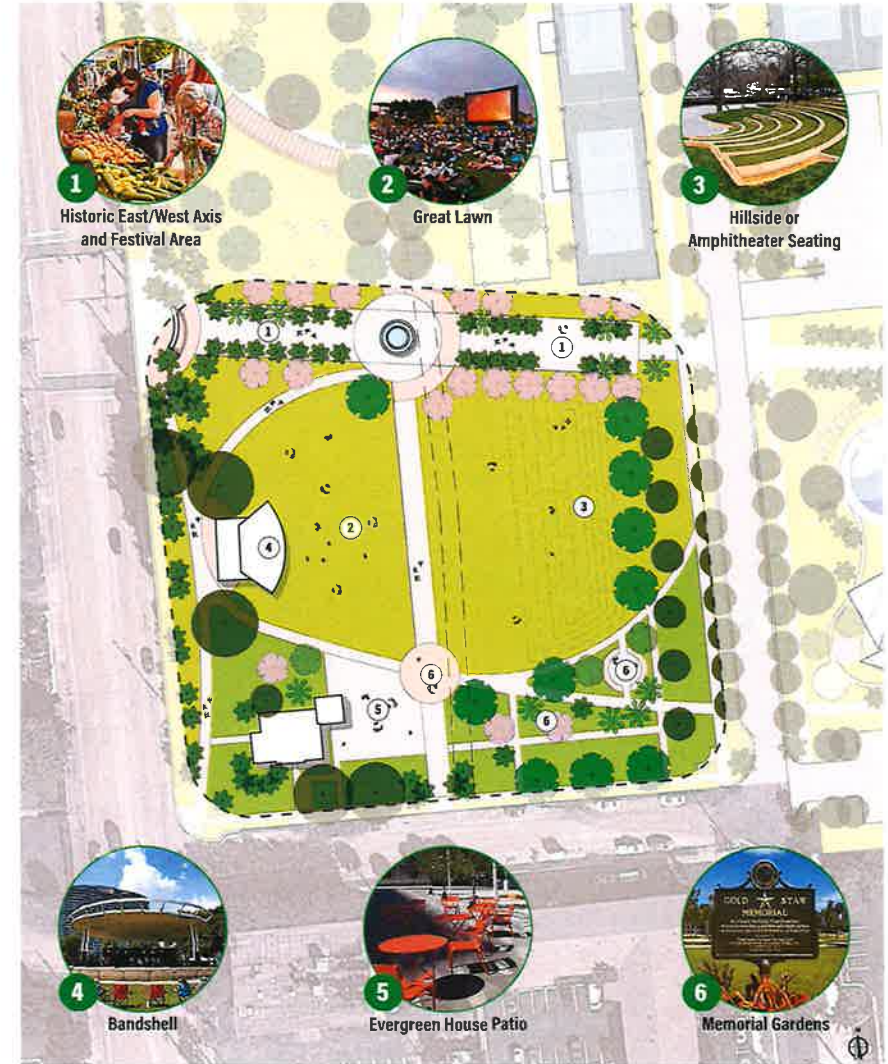 1
Historic East/West Axis
and Festival Area
2
Great Lawn
3
Hillside or
Amphitheater Seating
1
1
2
3
4
5
6
6
6
4
Bandshell
5
Evergreen House Patio
GOLD STAR
MEMORIAL
6
Memorial Gardens